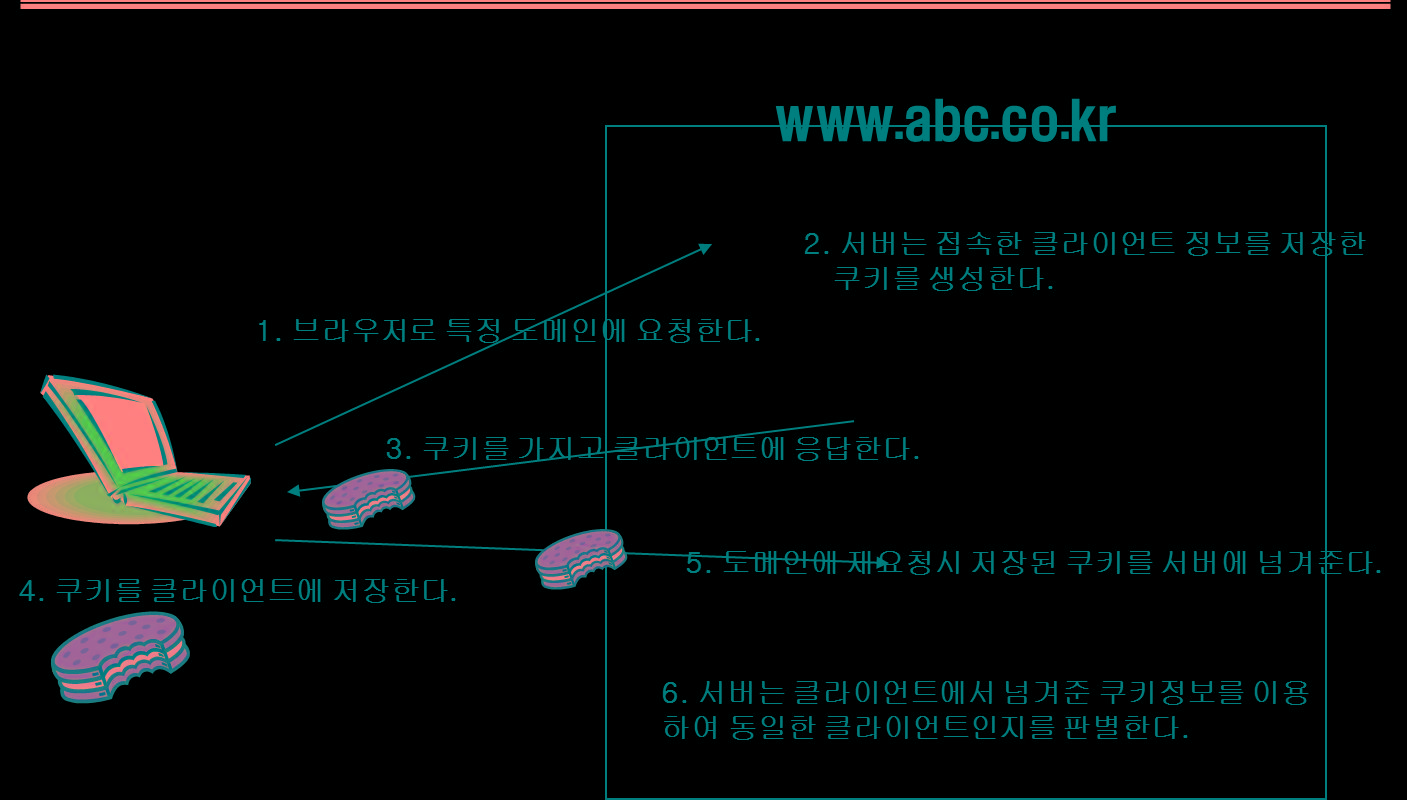 www.abc.co.kr
2. 서버는 접속한 클라이언트 정보를 저장한
쿠키를 생성한다.
1. 브라우저로 특정 도메인에 요청한다.
3. 쿠키를 가지고 클라이언트에 응답한다.
5. 도메인에 재요청시 저장된 쿠키를 서버에 넘겨준다.
4. 쿠키를 클라이언트에 저장한다.
6. 서버는 클라이언트에서 넘겨준 쿠키정보를 이용
하여 동일한 클라이언트인지를 판별한다.